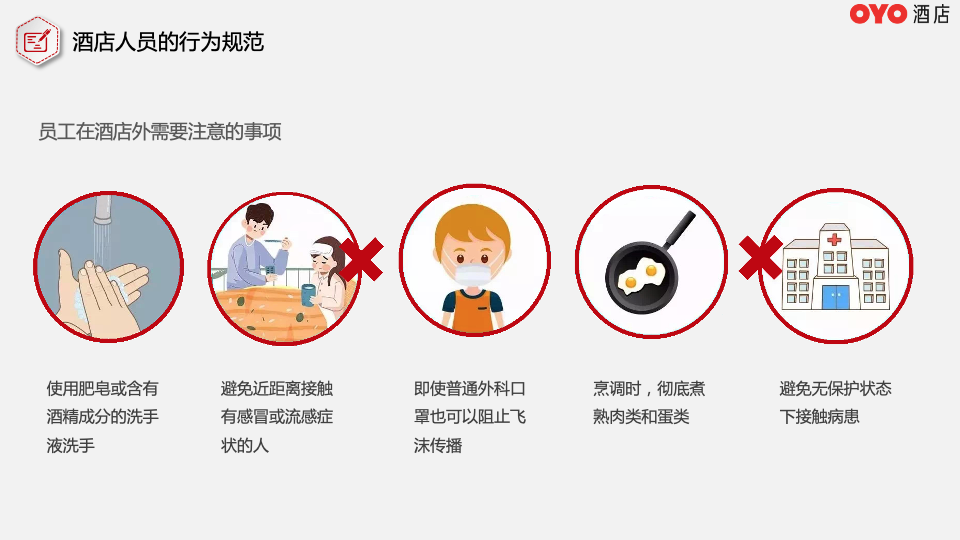 OYO 酒店
酒店人员的行为规范
员工在酒店外需要注意的事项
使用肥皂或含有
酒精成分的洗手
液洗手
避免近距离接触
有感冒或流感症
状的人
即使普通外科口
罩也可以阻止飞
沫传播
烹调时，彻底煮
熟肉类和蛋类
避免无保护状态
下接触病患